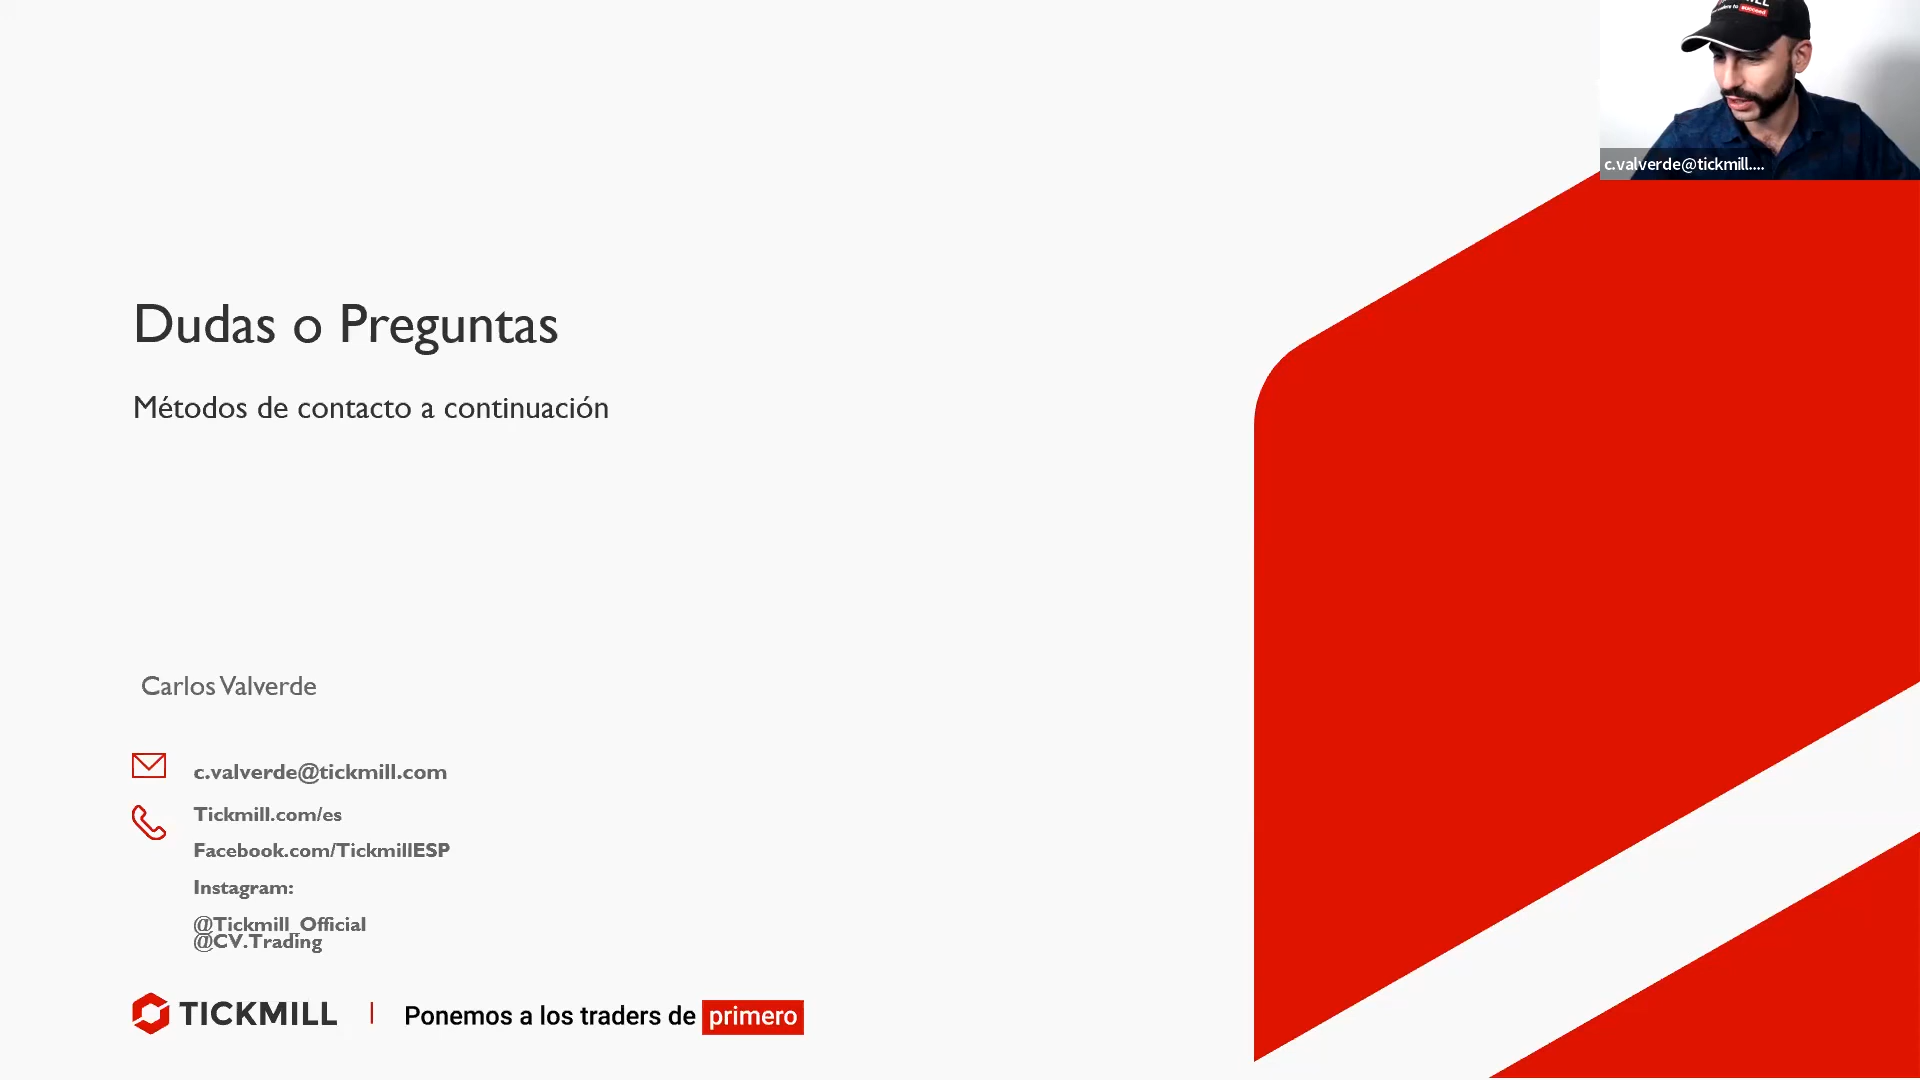 c.valverde@tickmill....
Dudas o Preguntas
Métodos de contacto a continuación
Carlos Valverde
c.valverde@tickmill.com
Tickmill.com/es
Facebook.com/TickmillESP
Instagram:
@Tickmill_Official
@CV.Trading
TICKMILL | Ponemos a los traders de primero